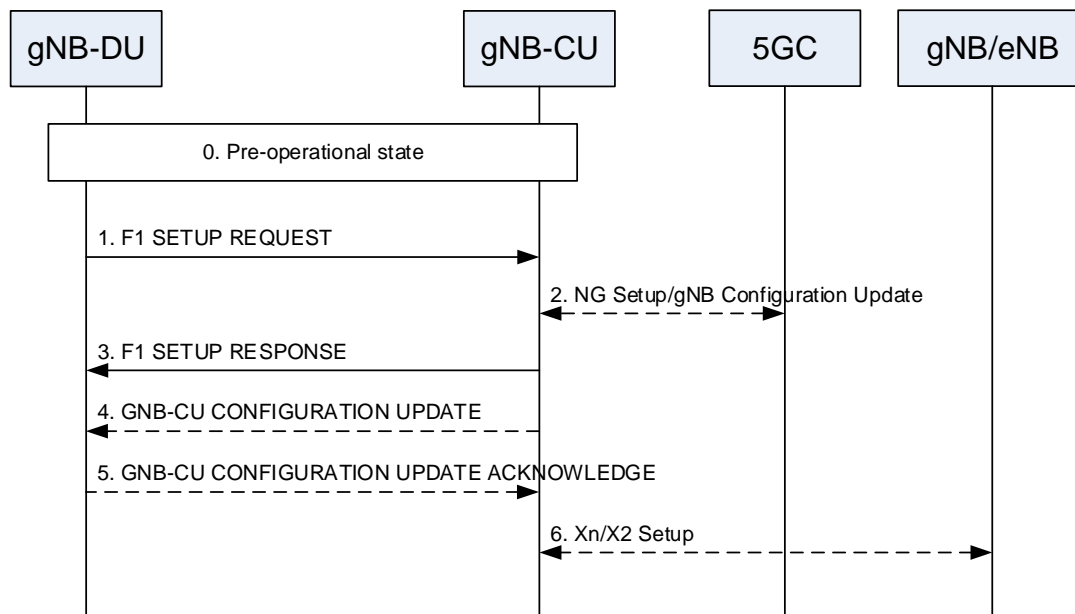 gNB-DU
gNB-CU
5GC
gNB/eNB
0. Pre-operational state
1. F1 SETUP REQUEST
2. NG Setup/gNB Configuration Update
3. F1 SETUP RESPONSE
4. GNB-CU CONFIGURATION UPDATE
5. GNB-CU CONFIGURATION UPDATE ACKNOWLEDGE
6. Xn/X2 Setup